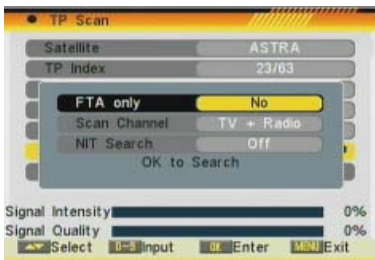 TP Scan
Satellite ASTRA
TP Index 23/63
FTA only No
Scan Channel TV + Radio
NIT Search Off
OK to Search
Signal Intensity 0%
Signal Quality 0%
Select 0~9 Input OK Enter MENU Exit